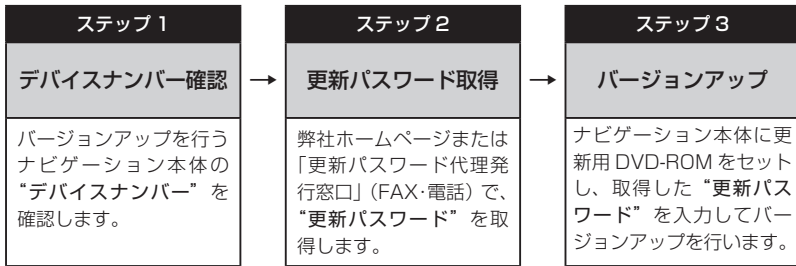 ステップ 1
デバイスナンバー確認
バージョンアップを行う
ナビゲーション本体の
“デバイスナンバー” を
確認します。
→
ステップ 2
更新パスワード取得
弊社ホームページまたは
「更新パスワード代理発
行窓口」（FAX・電話）で、
“更新パスワード” を取
得します。
→
ステップ 3
バージョンアップ
ナビゲーション本体に更
新用 DVD-ROM をセット
し、取得した “更新パス
ワード” を入力してバー
ジョンアップを行います。